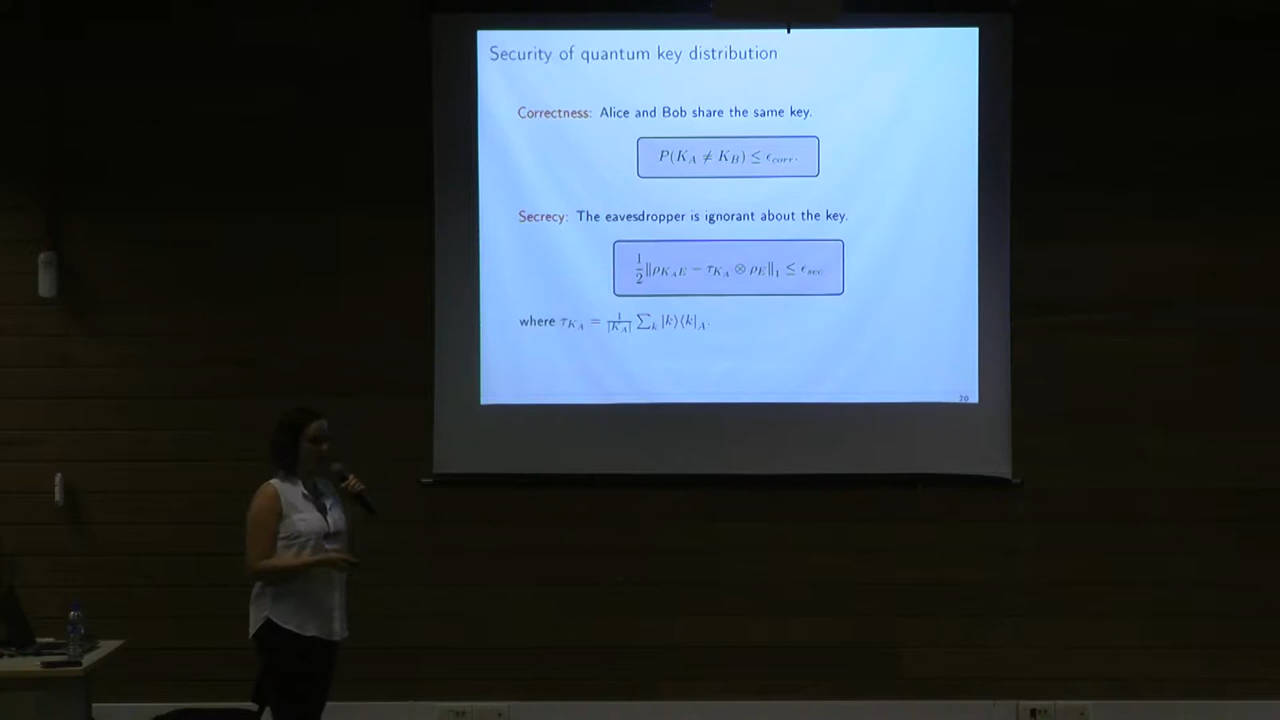 Security of quantum key distribution
Correctness: Alice and Bob share the same key.
P(K_A ≠ K_B) ≤ ϵ_corr.
Secrecy: The eavesdropper is ignorant about the key.
1/2 ‖ρ_{K_A E} − τ_{K_A} ⊗ ρ_E‖_1 ≤ ϵ_sec
where τ_{K_A} = 1/|K_A| ∑_k |k⟩⟨k|_A.
20